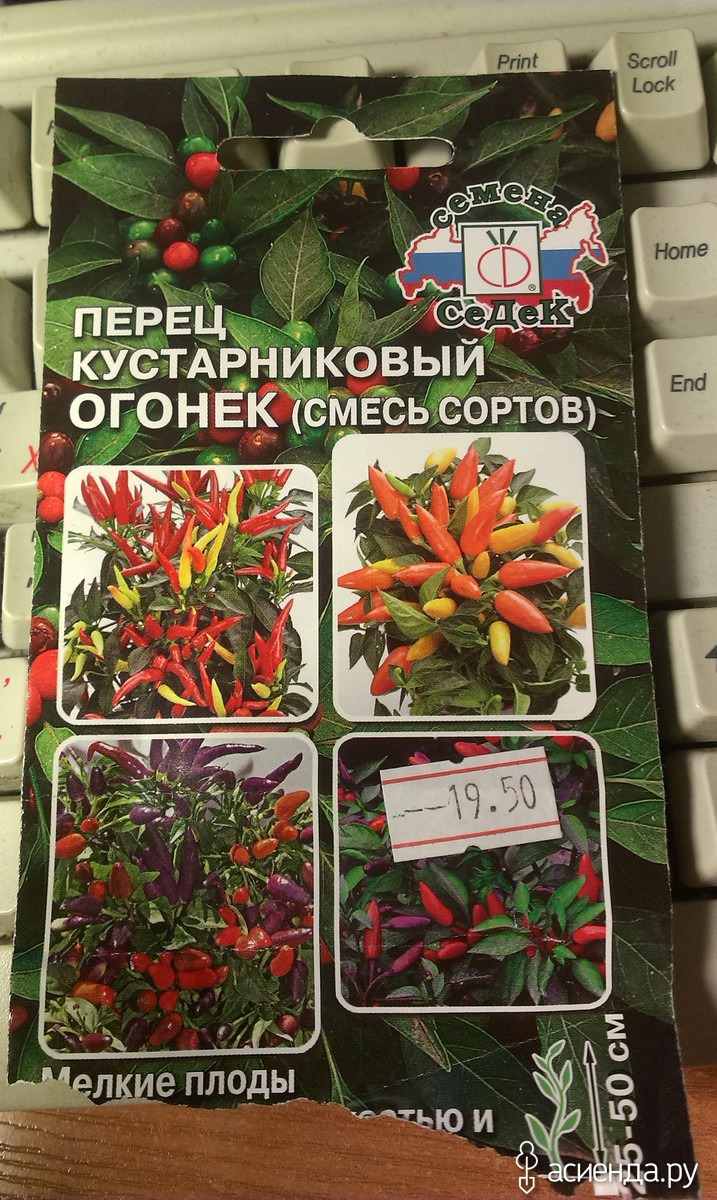 Print
Scroll
Lock
Home
End
семена
СеДеК
ПЕРЕЦ
КУСТАРНИКОВЫЙ
ОГОНЕК (СМЕСЬ СОРТОВ)
---19.50
Мелкие плоды
и
25-50 см
асиенда.ру